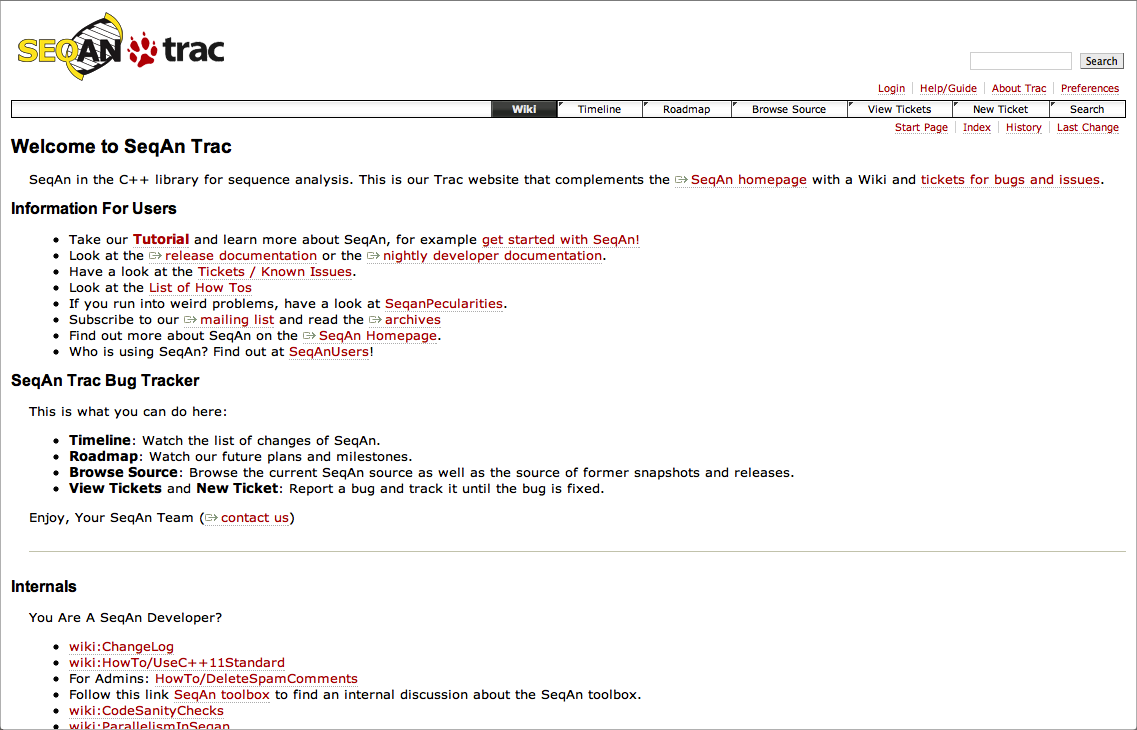 SEQAN trac
Search
Login Help/Guide About Trac Preferences
Wiki Timeline Roadmap Browse Source View Tickets New Ticket Search
Start Page Index History Last Change
Welcome to SeqAn Trac
SeqAn in the C++ library for sequence analysis. This is our Trac website that complements the SeqAn homepage with a Wiki and tickets for bugs and issues.
Information For Users
Take our Tutorial and learn more about SeqAn, for example get started with SeqAn!
Look at the release documentation or the nightly developer documentation.
Have a look at the Tickets / Known Issues.
Look at the List of How Tos
If you run into weird problems, have a look at SeqanPecularities.
Subscribe to our mailing list and read the archives
Find out more about SeqAn on the SeqAn Homepage.
Who is using SeqAn? Find out at SeqAnUsers!
SeqAn Trac Bug Tracker
This is what you can do here:
Timeline: Watch the list of changes of SeqAn.
Roadmap: Watch our future plans and milestones.
Browse Source: Browse the current SeqAn source as well as the source of former snapshots and releases.
View Tickets and New Ticket: Report a bug and track it until the bug is fixed.
Enjoy, Your SeqAn Team (contact us)
Internals
You Are A SeqAn Developer?
wiki:ChangeLog
wiki:HowTo/UseC++11Standard
For Admins: HowTo/DeleteSpamComments
Follow this link SeqAn toolbox to find an internal discussion about the SeqAn toolbox.
wiki:CodeSanityChecks
wiki:ParallelismInSeqan